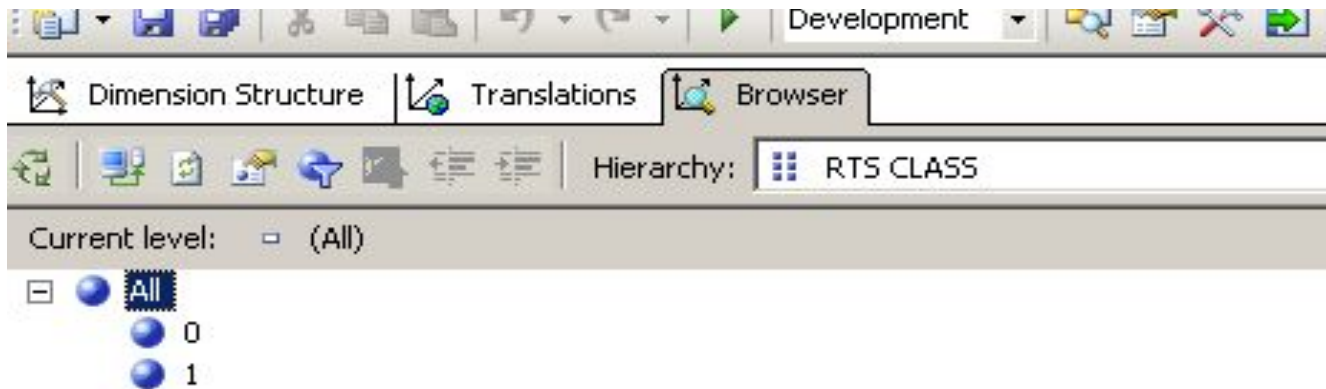 Development
Dimension Structure Translations Browser
Hierarchy: RTS CLASS
Current level: (All)
All
0
1